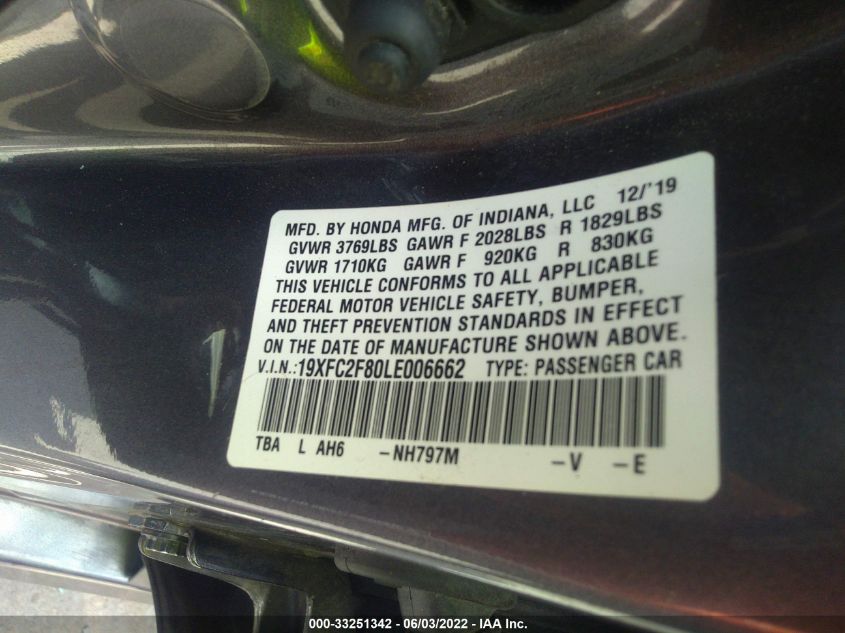 MFD. BY HONDA MFG. OF INDIANA, LLC 12/'19
GVWR 3769LBS GAWR F 2028LBS R 1829LBS
GVWR 1710KG GAWR F 920KG R 830KG
THIS VEHICLE CONFORMS TO ALL APPLICABLE
FEDERAL MOTOR VEHICLE SAFETY, BUMPER,
AND THEFT PREVENTION STANDARDS IN EFFECT
ON THE DATE OF MANUFACTURE SHOWN ABOVE.
V.I.N.:19XFC2F80LE006662 TYPE: PASSENGER CAR
TBA L AH6 -NH797M -V -E
000-33251342 - 06/03/2022 - IAA Inc.